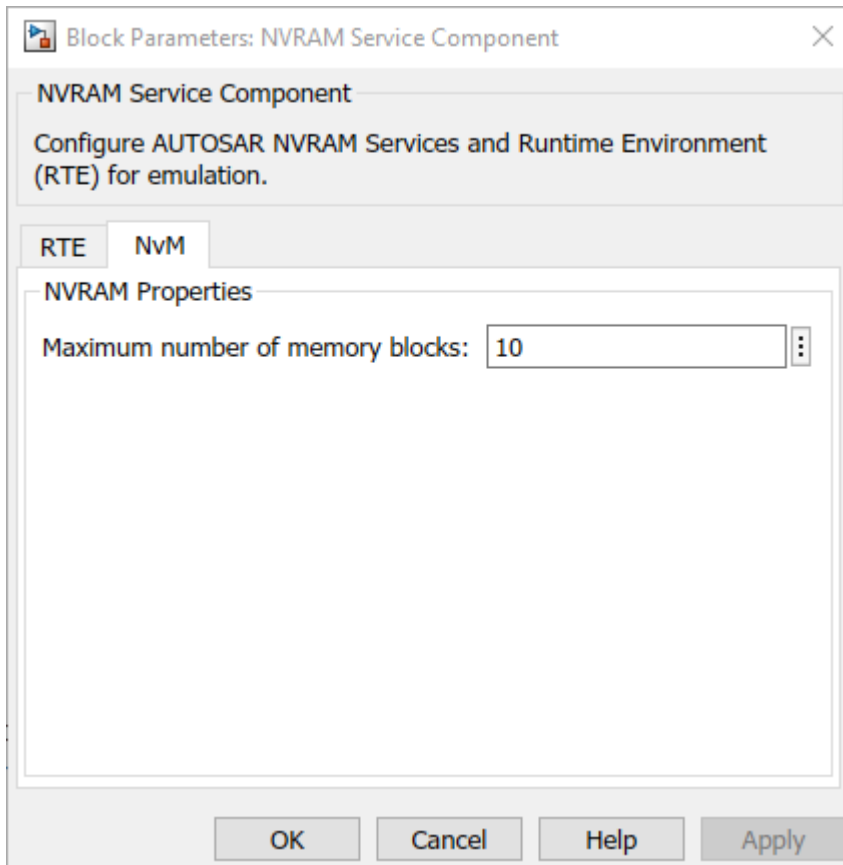 Block Parameters: NVRAM Service Component
NVRAM Service Component
Configure AUTOSAR NVRAM Services and Runtime Environment
(RTE) for emulation.
RTE NvM
NVRAM Properties
Maximum number of memory blocks: 10
OK Cancel Help Apply